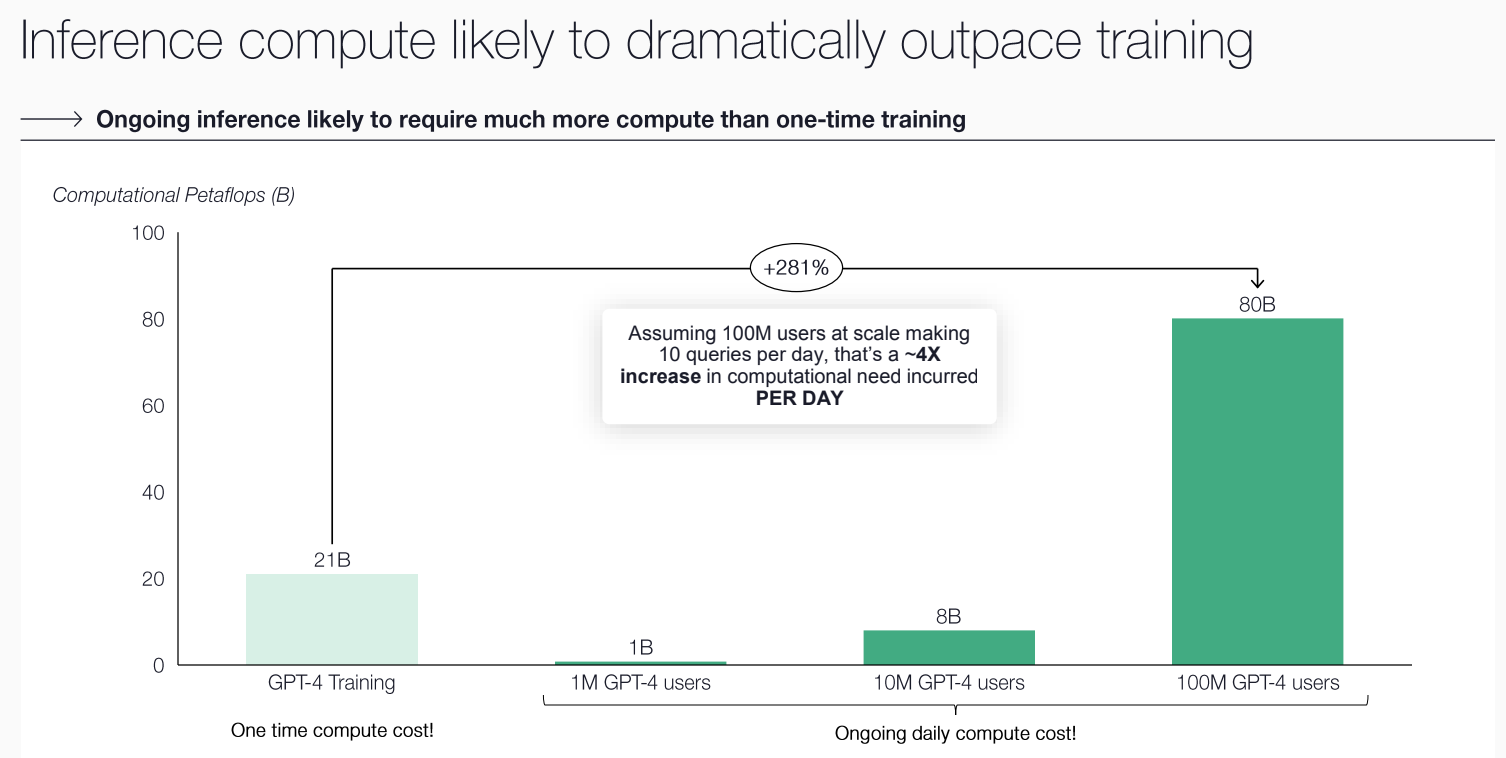 Inference compute likely to dramatically outpace training
Ongoing inference likely to require much more compute than one-time training
Computational Petaflops (B)
100
80
60
40
20
0
+281%
Assuming 100M users at scale making
10 queries per day, that's a ~4X
increase in computational need incurred
PER DAY
21B
1B
8B
80B
GPT-4 Training
1M GPT-4 users
10M GPT-4 users
100M GPT-4 users
One time compute cost!
Ongoing daily compute cost!